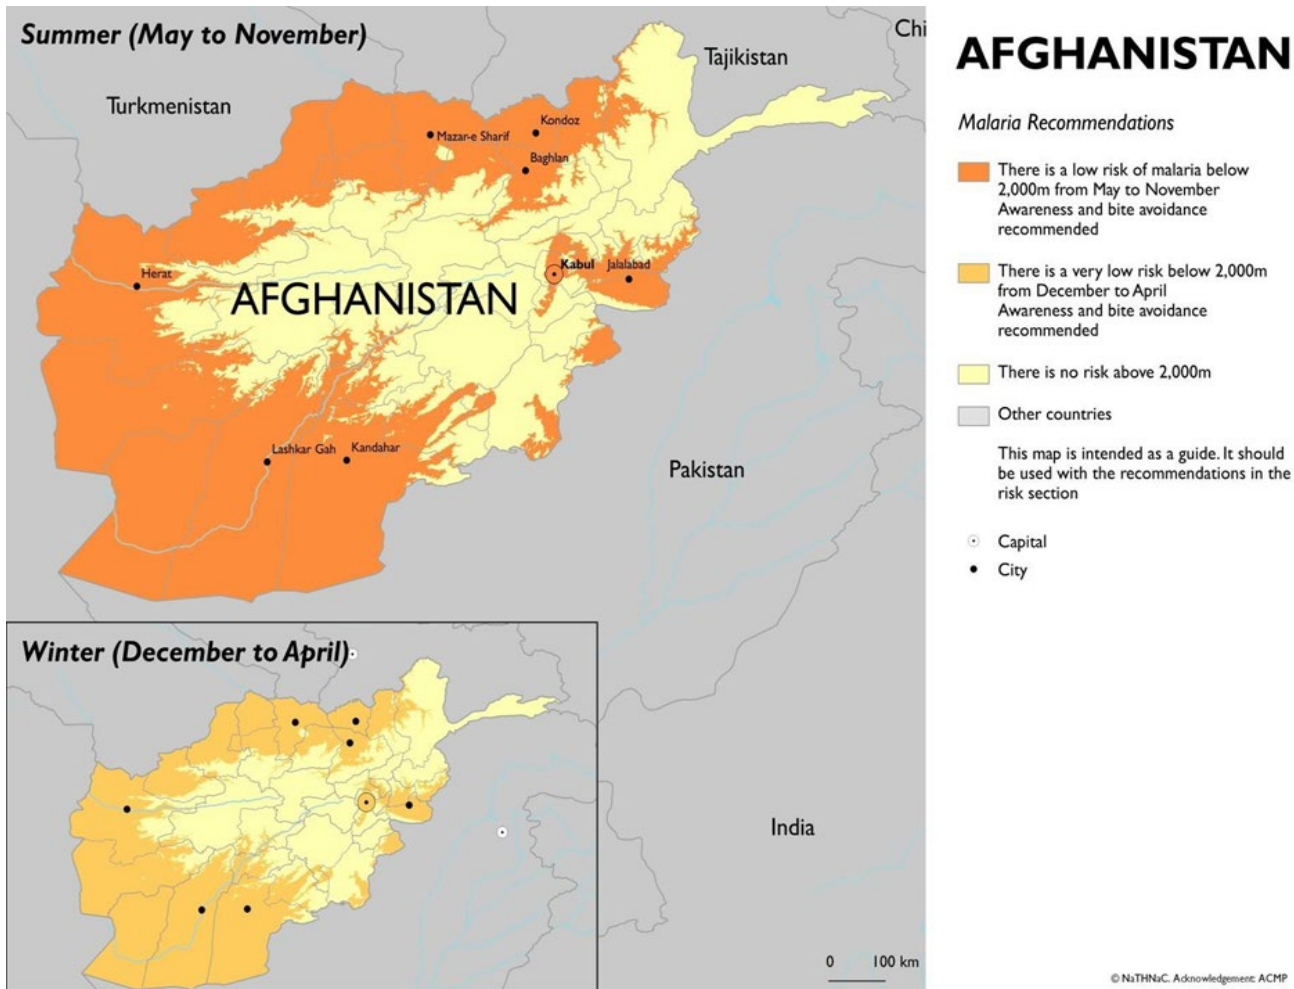 Summer (May to November)
Chi
Tajikistan
Turkmenistan
Kondoz
Mazar-e Sharif
Baghlan
Kabul
Jalalabad
Herat
AFGHANISTAN
Lashkar Gah
Kandahar
Pakistan
Winter (December to April)
India
0 100 km
AFGHANISTAN
Malaria Recommendations
There is a low risk of malaria below
2,000m from May to November
Awareness and bite avoidance
recommended
There is a very low risk below 2,000m
from December to April
Awareness and bite avoidance
recommended
There is no risk above 2,000m
Other countries
This map is intended as a guide. It should
be used with the recommendations in the
risk section
Capital
City
© NaTHNaC. Acknowledgement: ACMP